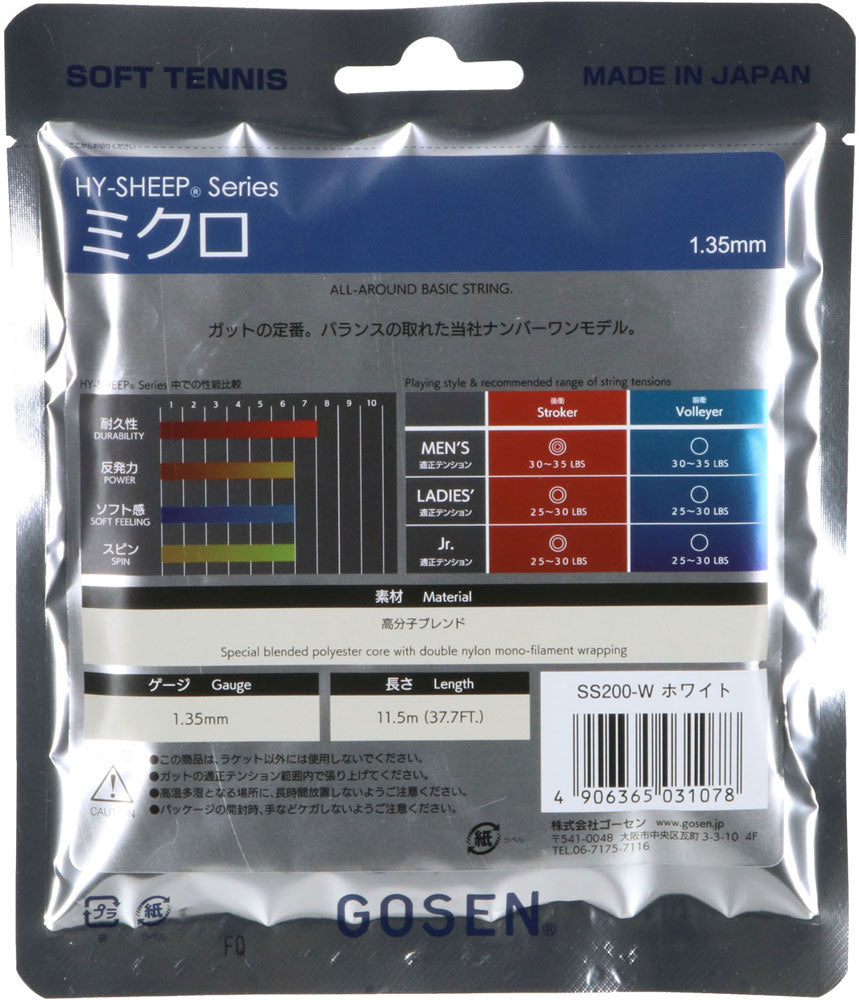 SOFT TENNIS
MADE IN JAPAN
ここからお切りください
HY-SHEEP® Series
ミクロ
1.35mm
ALL-AROUND BASIC STRING.
ガットの定番。バランスの取れた当社ナンバーワンモデル。
HY-SHEEP® Series 中での性能比較
1 2 3 4 5 6 7 8 9 10
耐久性
DURABILITY
反発力
POWER
ソフト感
SOFT FEELING
スピン
SPIN
Playing style & recommended range of string tensions
後衛
Stroker
前衛
Volleyer
MEN'S
適正テンション
◎
30～35 LBS
○
30～35 LBS
LADIES'
適正テンション
◎
25～30 LBS
○
25～30 LBS
Jr.
適正テンション
◎
25～30 LBS
○
25～30 LBS
素材 Material
高分子ブレンド
Special blended polyester core with double nylon mono-filament wrapping
ゲージ Gauge
1.35mm
長さ Length
11.5m (37.7FT.)
SS200-W ホワイト
4 906365 031078
CAUTION
●この商品は、ラケット以外には使用しないでください。
●ガットの適正テンション範囲内で張り上げてください。
●高温多湿となる場所に、長時間放置しないようご注意ください。
●パッケージの開封時、手などケガしないようご注意ください。
紙 ラベル
株式会社ゴーセン www.gosen.jp
〒541-0048 大阪市中央区瓦町 3-3-10 4F
TEL.06-7175-7116
プラ
袋
紙
ラベル
FQ
GOSEN®